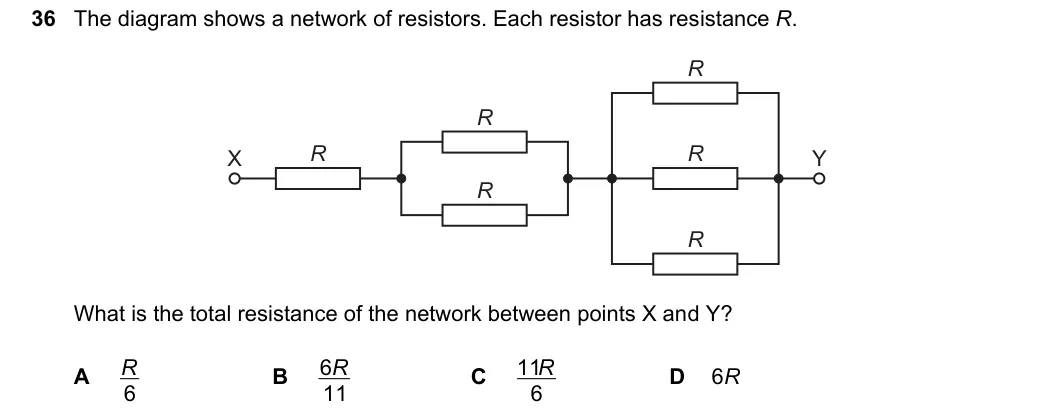 36 The diagram shows a network of resistors. Each resistor has resistance R.
R
R
X R R Y
R
R
What is the total resistance of the network between points X and Y?
A R/6 B 6R/11 C 11R/6 D 6R